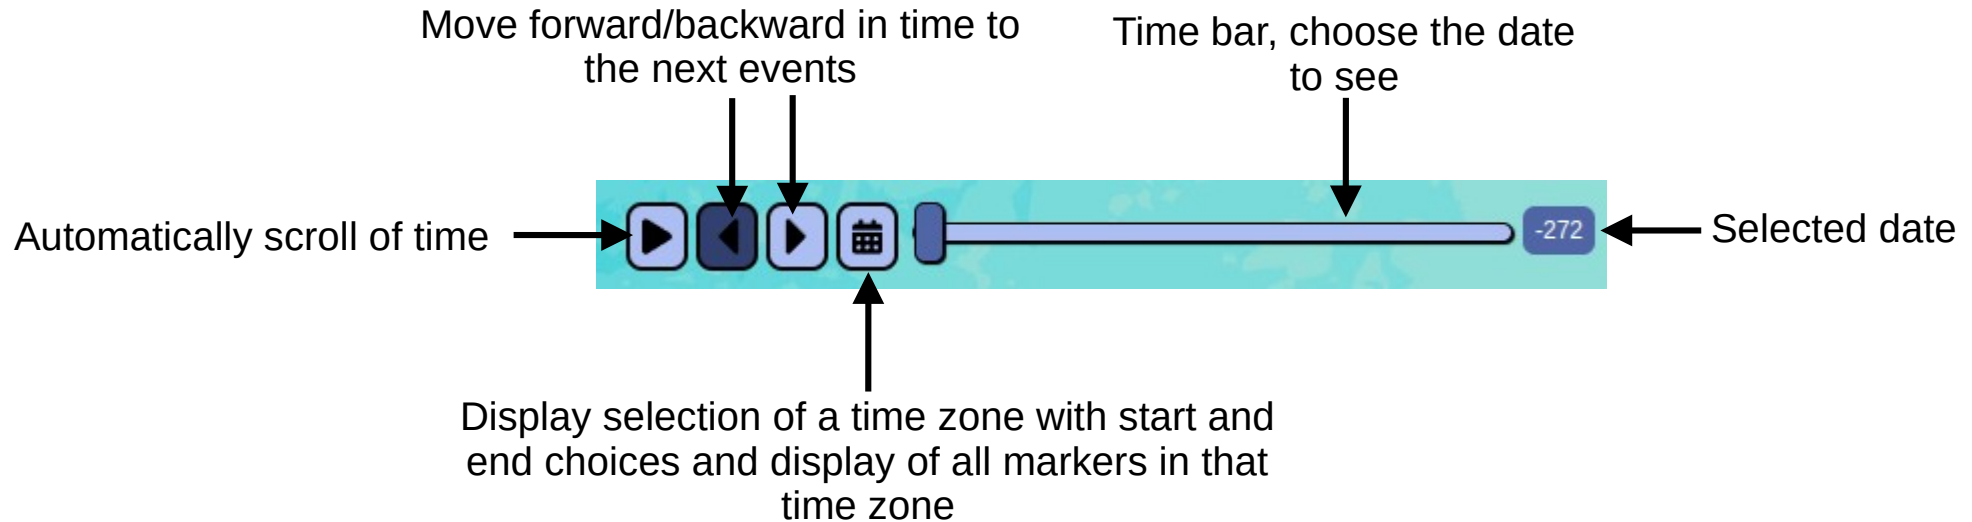 Move forward/backward in time to
the next events
Time bar, choose the date
to see
Automatically scroll of time
-272
Selected date
Display selection of a time zone with start and
end choices and display of all markers in that
time zone